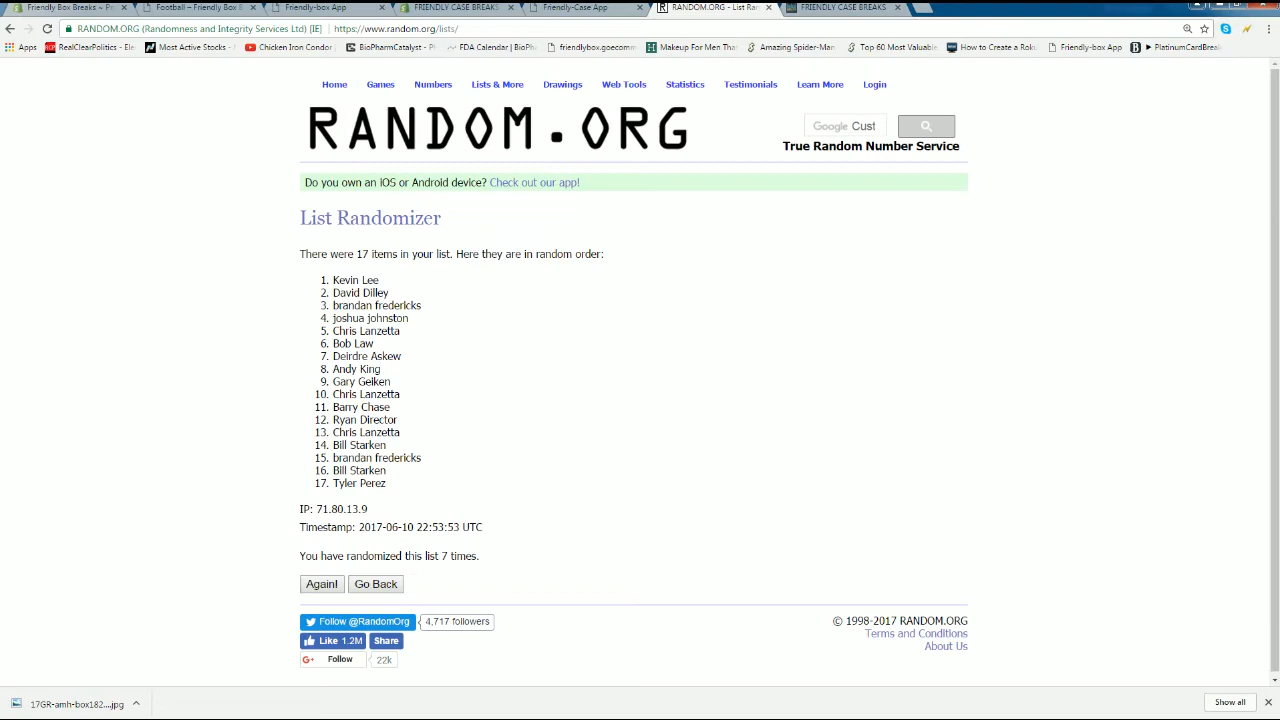 Friendly Box Breaks – Pr
Football – Friendly Box B
Friendly-box App
FRIENDLY CASE BREAKS
Friendly-Case App
RANDOM.ORG - List Ran
FRIENDLY CASE BREAKS
RANDOM.ORG (Randomness and Integrity Services Ltd) [IE]
https://www.random.org/lists/
Apps
RealClearPolitics - Ele
Most Active Stocks -
Chicken Iron Condor
BioPharmCatalyst - P
FDA Calendar | BioPh
friendlybox.goecomm
Makeup For Men Tha
Amazing Spider-Man
Top 60 Most Valuable
How to Create a Roku
Friendly-box App
PlatinumCardBreak
Home Games Numbers Lists & More Drawings Web Tools Statistics Testimonials Learn More Login
RANDOM.ORG
Google Cust
True Random Number Service
Do you own an iOS or Android device? Check out our app!
List Randomizer
There were 17 items in your list. Here they are in random order:
1. Kevin Lee
2. David Dilley
3. brandan fredericks
4. joshua johnston
5. Chris Lanzetta
6. Bob Law
7. Deirdre Askew
8. Andy King
9. Gary Geiken
10. Chris Lanzetta
11. Barry Chase
12. Ryan Director
13. Chris Lanzetta
14. Bill Starken
15. brandan fredericks
16. Bill Starken
17. Tyler Perez
IP: 71.80.13.9
Timestamp: 2017-06-10 22:53:53 UTC
You have randomized this list 7 times.
Again! Go Back
Follow @RandomOrg 4,717 followers
Like 1.2M Share
G+ Follow 22k
© 1998-2017 RANDOM.ORG
Terms and Conditions
About Us
17GR-amh-box182....jpg
Show all